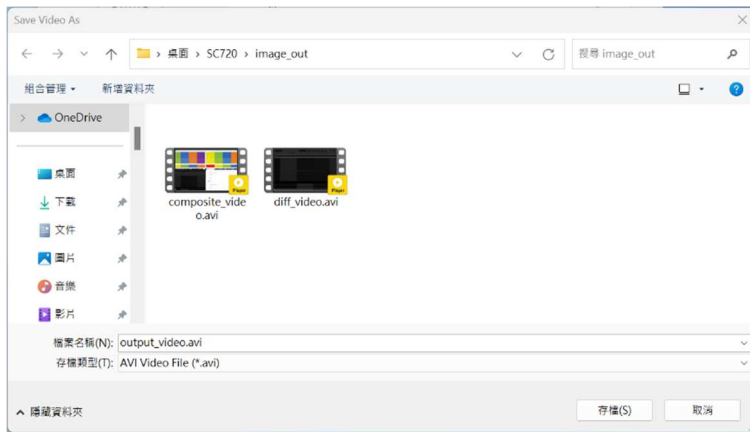 Save Video As
桌面 › SC720 › image_out
搜尋 image_out
組合管理
新增資料夾
OneDrive
桌面
下載
文件
圖片
音樂
影片
composite_vide
o.avi
diff_video.avi
檔案名稱(N): output_video.avi
存檔類型(T): AVI Video File (*.avi)
隱藏資料夾
存檔(S)
取消